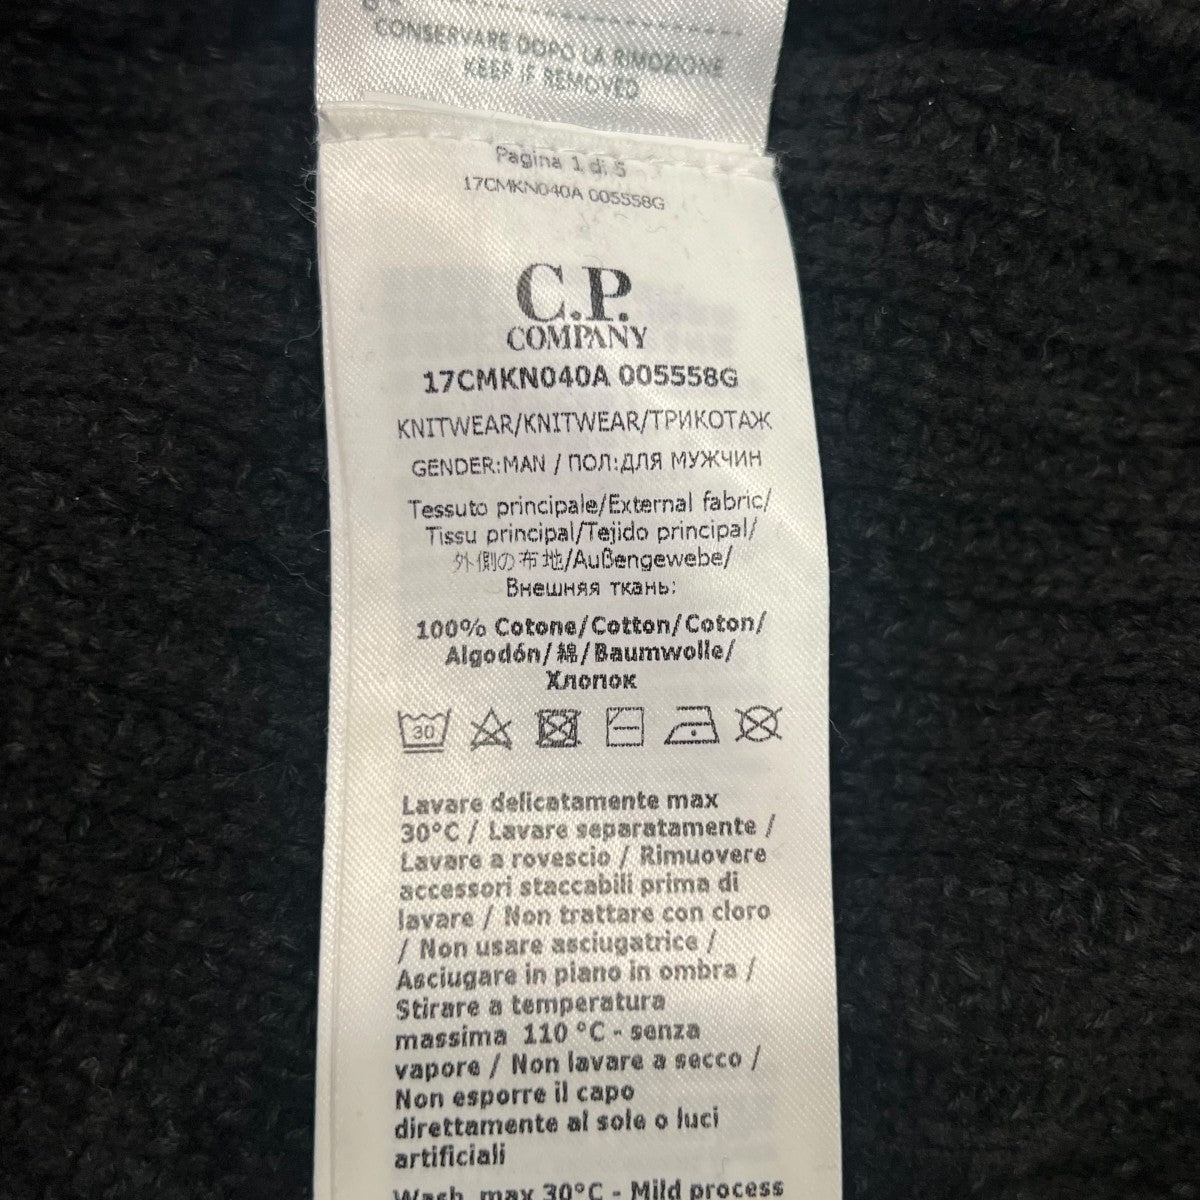 CONSERVARE DOPO LA RIMOZIONE
KEEP IF REMOVED
Pagina 1 di 5
17CMKN040A 005558G
C.P.
COMPANY
17CMKN040A 005558G
KNITWEAR/KNITWEAR/ТРИКОТАЖ
GENDER:MAN / ПОЛ:ДЛЯ МУЖЧИН
Tessuto principale/External fabric/
Tissu principal/Tejido principal/
外側の布地/Außengewebe/
Внешняя ткань:
100% Cotone/Cotton/Coton/
Algodón/綿/Baumwolle/
Хлопок
30
Lavare delicatamente max
30°C / Lavare separatamente /
Lavare a rovescio / Rimuovere
accessori staccabili prima di
lavare / Non trattare con cloro
/ Non usare asciugatrice /
Asciugare in piano in ombra /
Stirare a temperatura
massima 110 °C - senza
vapore / Non lavare a secco /
Non esporre il capo
direttamente al sole o luci
artificiali
Wash max 30°C - Mild process